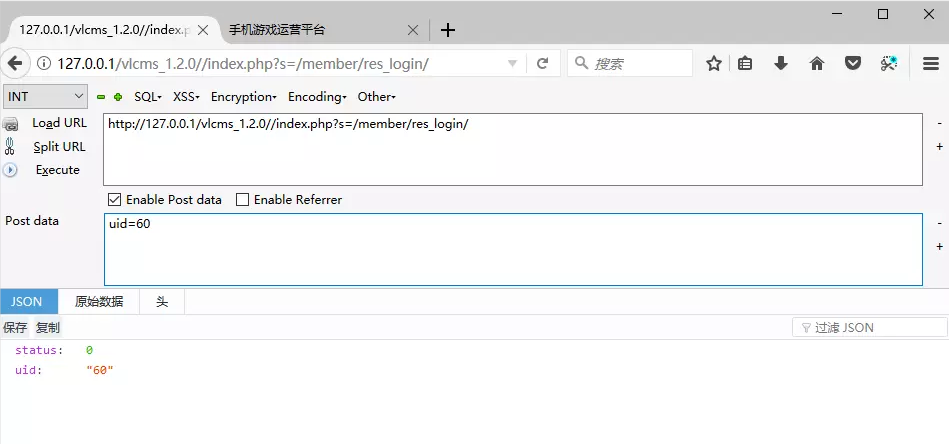 127.0.0.1/vlcms_1.2.0//index.p
手机游戏运营平台
127.0.0.1/vlcms_1.2.0//index.php?s=/member/res_login/
搜索
INT
SQL
XSS
Encryption
Encoding
Other
Load URL
http://127.0.0.1/vlcms_1.2.0//index.php?s=/member/res_login/
Split URL
Execute
Enable Post data
Enable Referrer
Post data
uid=60
JSON
原始数据
头
保存
复制
过滤 JSON
status: 0
uid: "60"